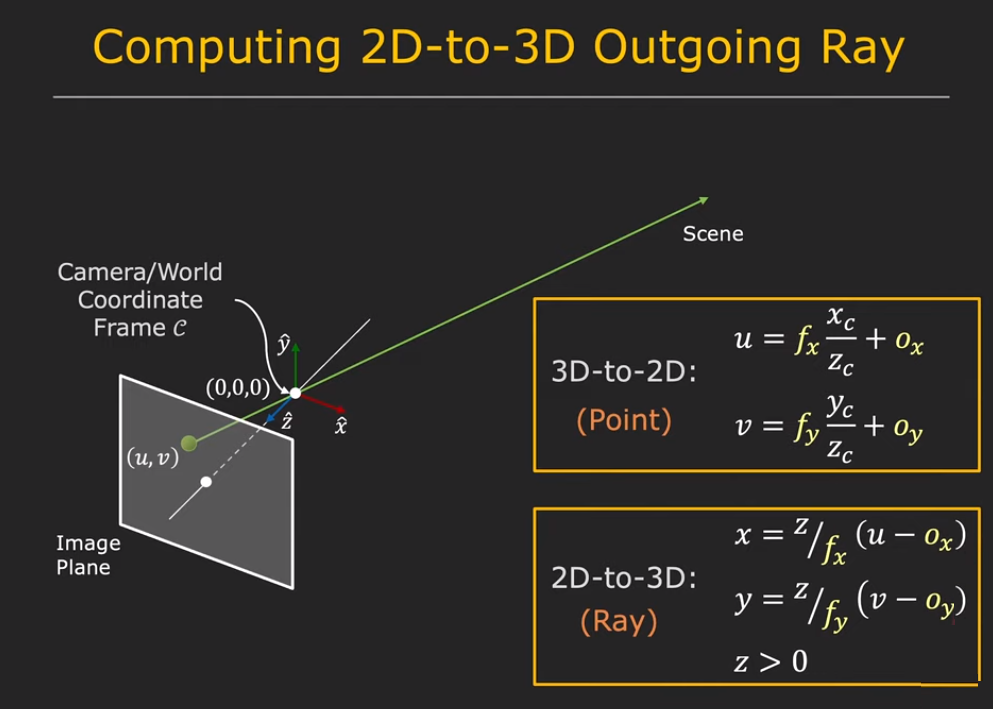 Computing 2D-to-3D Outgoing Ray
Scene
Camera/World
Coordinate
Frame 𝒞
ŷ
(0,0,0)
ẑ
x̂
(u, v)
Image
Plane
3D-to-2D:
(Point)
u = f_x x_c/z_c + o_x
v = f_y y_c/z_c + o_y
2D-to-3D:
(Ray)
x = z/f_x (u − o_x)
y = z/f_y (v − o_y)
z > 0